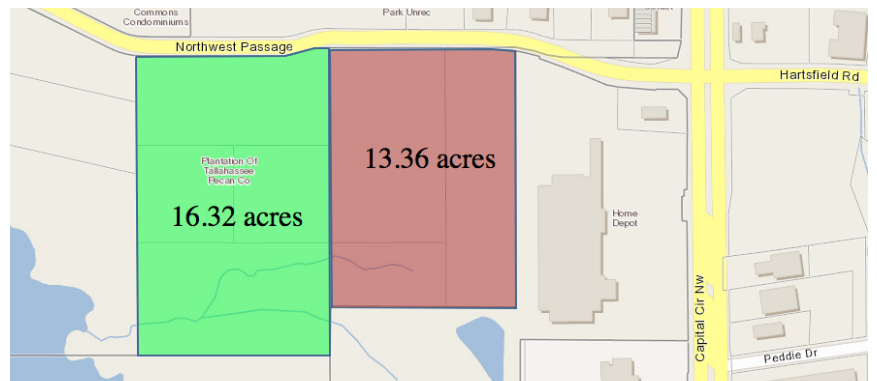 Commons
Condominiums
Park Unrec
Northwest Passage
Hartsfield Rd
13.36 acres
Plantation Of
Tallahassee
Pecan Co
16.32 acres
Home
Depot
Capital Cir Nw
Peddie Dr